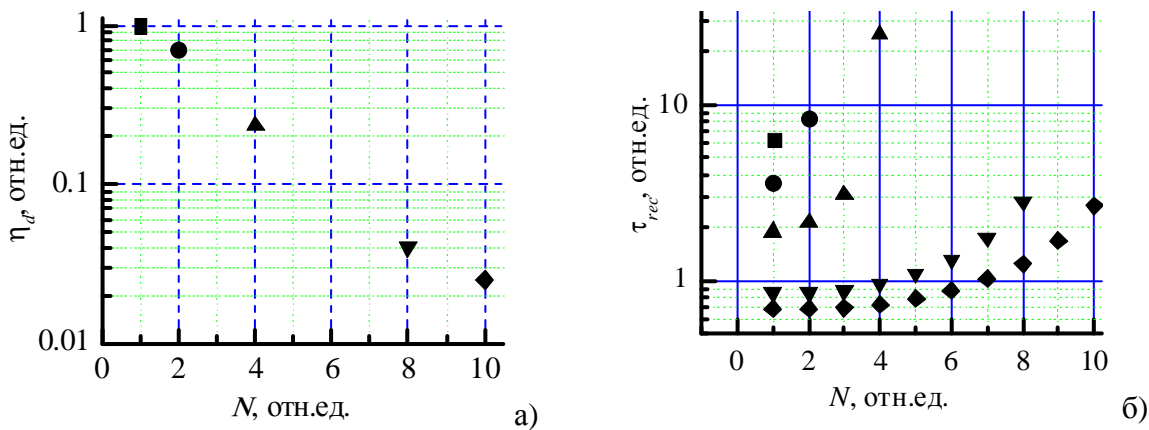 1
0.1
0.01
η_d, отн.ед.
0 2 4 6 8 10
N, отн.ед.
а)
10
1
τ_rec, отн.ед.
0 2 4 6 8 10
N, отн.ед.
б)